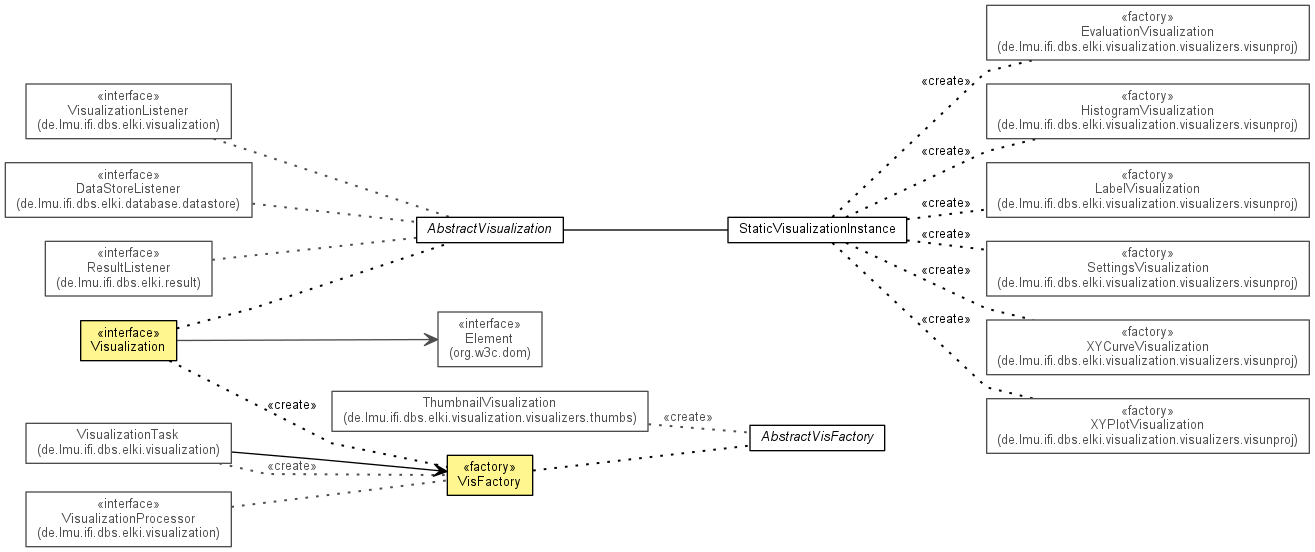 «interface»
VisualizationListener
(de.lmu.ifi.dbs.elki.visualization)
«interface»
DataStoreListener
(de.lmu.ifi.dbs.elki.database.datastore)
«interface»
ResultListener
(de.lmu.ifi.dbs.elki.result)
«interface»
Visualization
VisualizationTask
(de.lmu.ifi.dbs.elki.visualization)
«interface»
VisualizationProcessor
(de.lmu.ifi.dbs.elki.visualization)
«create»
«create»
AbstractVisualization
«interface»
Element
(org.w3c.dom)
ThumbnailVisualization
(de.lmu.ifi.dbs.elki.visualization.visualizers.thumbs)
«factory»
VisFactory
«create»
AbstractVisFactory
StaticVisualizationInstance
«create»
«create»
«create»
«create»
«create»
«create»
«factory»
EvaluationVisualization
(de.lmu.ifi.dbs.elki.visualization.visualizers.visunproj)
«factory»
HistogramVisualization
(de.lmu.ifi.dbs.elki.visualization.visualizers.visunproj)
«factory»
LabelVisualization
(de.lmu.ifi.dbs.elki.visualization.visualizers.visunproj)
«factory»
SettingsVisualization
(de.lmu.ifi.dbs.elki.visualization.visualizers.visunproj)
«factory»
XYCurveVisualization
(de.lmu.ifi.dbs.elki.visualization.visualizers.visunproj)
«factory»
XYPlotVisualization
(de.lmu.ifi.dbs.elki.visualization.visualizers.visunproj)